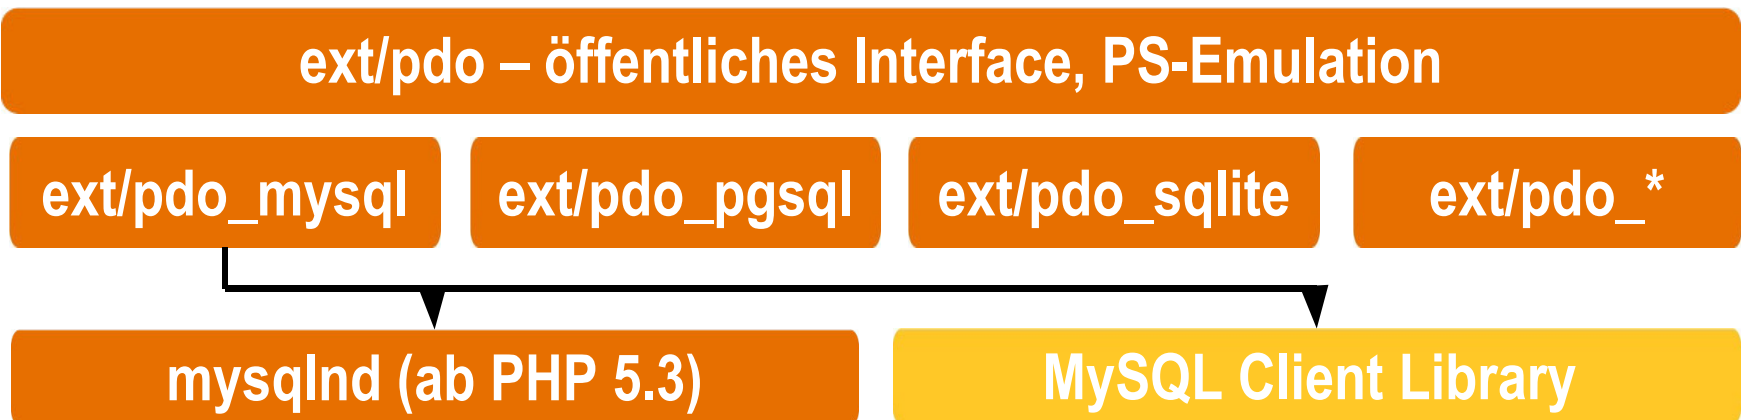 ext/pdo – öffentliches Interface, PS-Emulation
ext/pdo_mysql
ext/pdo_pgsql
ext/pdo_sqlite
ext/pdo_*
mysqlnd (ab PHP 5.3)
MySQL Client Library